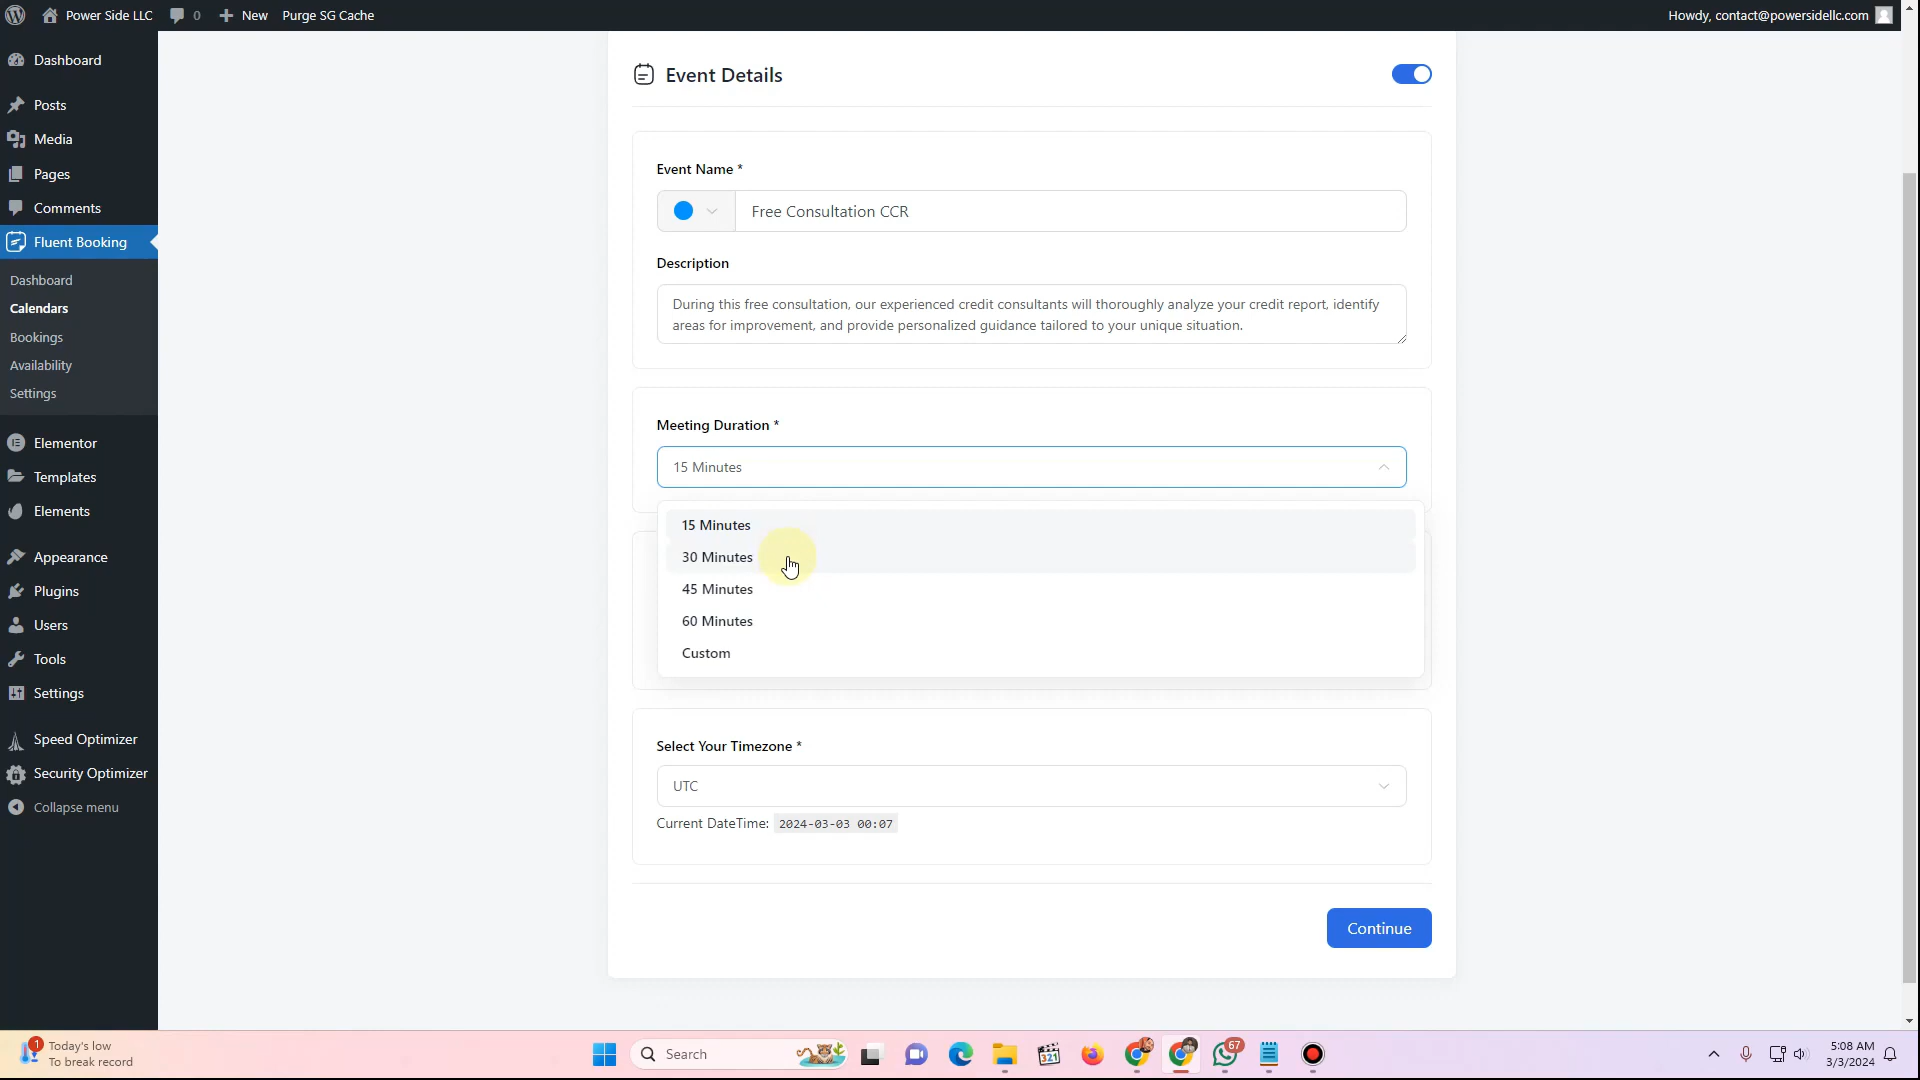 Power Side LLC
0
New
Purge SG Cache
Howdy, contact@powersidellc.com
Dashboard
Posts
Media
Pages
Comments
Fluent Booking
Dashboard
Calendars
Bookings
Availability
Settings
Elementor
Templates
Elements
Appearance
Plugins
Users
Tools
Settings
Speed Optimizer
Security Optimizer
Collapse menu
Event Details
Event Name *
Free Consultation CCR
Description
During this free consultation, our experienced credit consultants will thoroughly analyze your credit report, identify
areas for improvement, and provide personalized guidance tailored to your unique situation.
Meeting Duration *
15 Minutes
15 Minutes
30 Minutes
45 Minutes
60 Minutes
Custom
Select Your Timezone *
UTC
Current DateTime: 2024-03-03 00:07
Continue
1
Today's low
To break record
Search
321
67
5:08 AM
3/3/2024